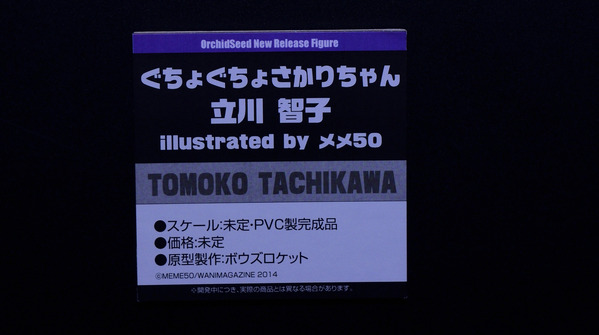 OrchidSeed New Release Figure
ぐちょぐちょさかりちゃん
立川 智子
illustrated by メメ50
TOMOKO TACHIKAWA
●スケール:未定・PVC製完成品
●価格:未定
●原型製作:ボウズロケット
©MEME50/WANIMAGAZINE 2014
◇開発中につき、実際の商品とは異なる場合があります。